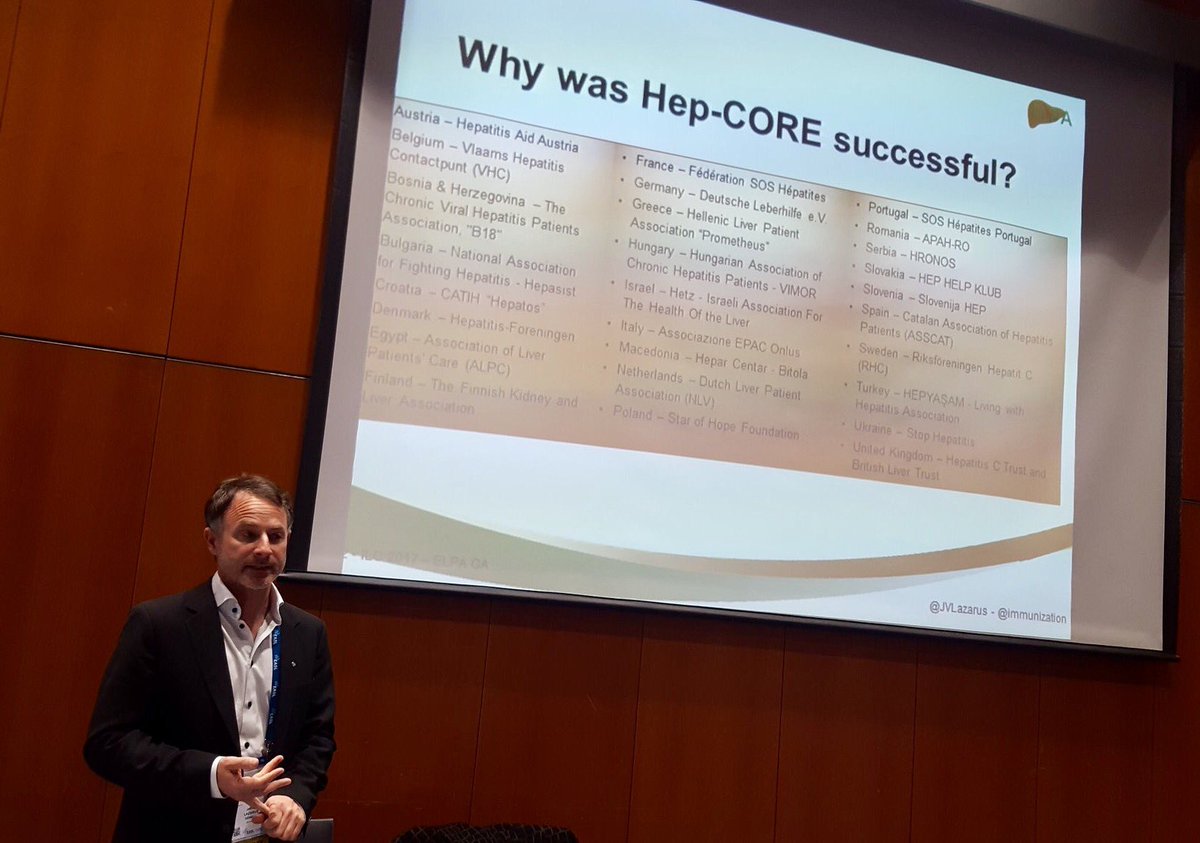 Why was Hep-CORE successful?
A
Austria – Hepatitis Aid Austria
Belgium – Vlaams Hepatitis
Contactpunt (VHC)
Bosnia & Herzegovina – The
Chronic Viral Hepatitis Patients
Association, "B18"
Bulgaria – National Association
for Fighting Hepatitis - Hepasist
Croatia – CATIH "Hepatos"
Denmark – Hepatitis-Foreningen
Egypt – Association of Liver
Patients' Care (ALPC)
Finland – The Finnish Kidney and
Liver Association
• France – Fédération SOS Hépatites
• Germany – Deutsche Leberhilfe e.V
• Greece – Hellenic Liver Patient
Association "Prometheus"
• Hungary – Hungarian Association of
Chronic Hepatitis Patients - VIMOR
• Israel – Hetz - Israeli Association For
The Health Of the Liver
• Italy – Associazione EPAC Onlus
• Macedonia – Hepar Centar - Bitola
• Netherlands – Dutch Liver Patient
Association (NLV)
• Poland – Star of Hope Foundation
• Portugal – SOS Hépatites Portugal
• Romania – APAH-RO
• Serbia – HRONOS
• Slovakia – HEP HELP KLUB
• Slovenia – Slovenija HEP
• Spain – Catalan Association of Hepatitis
Patients (ASSCAT)
• Sweden – Riksföreningen Hepatit C
(RHC)
• Turkey – HEPYAŞAM - Living with
Hepatitis Association
• Ukraine – Stop Hepatitis
• United Kingdom – Hepatitis C Trust and
British Liver Trust
2017 – ELPA GA
@JVLazarus - @immunization